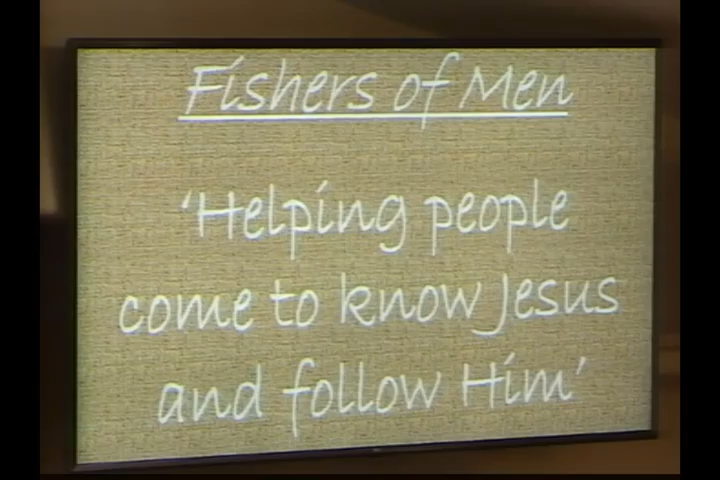 Fishers of Men
'Helping people
come to know Jesus
and follow Him'